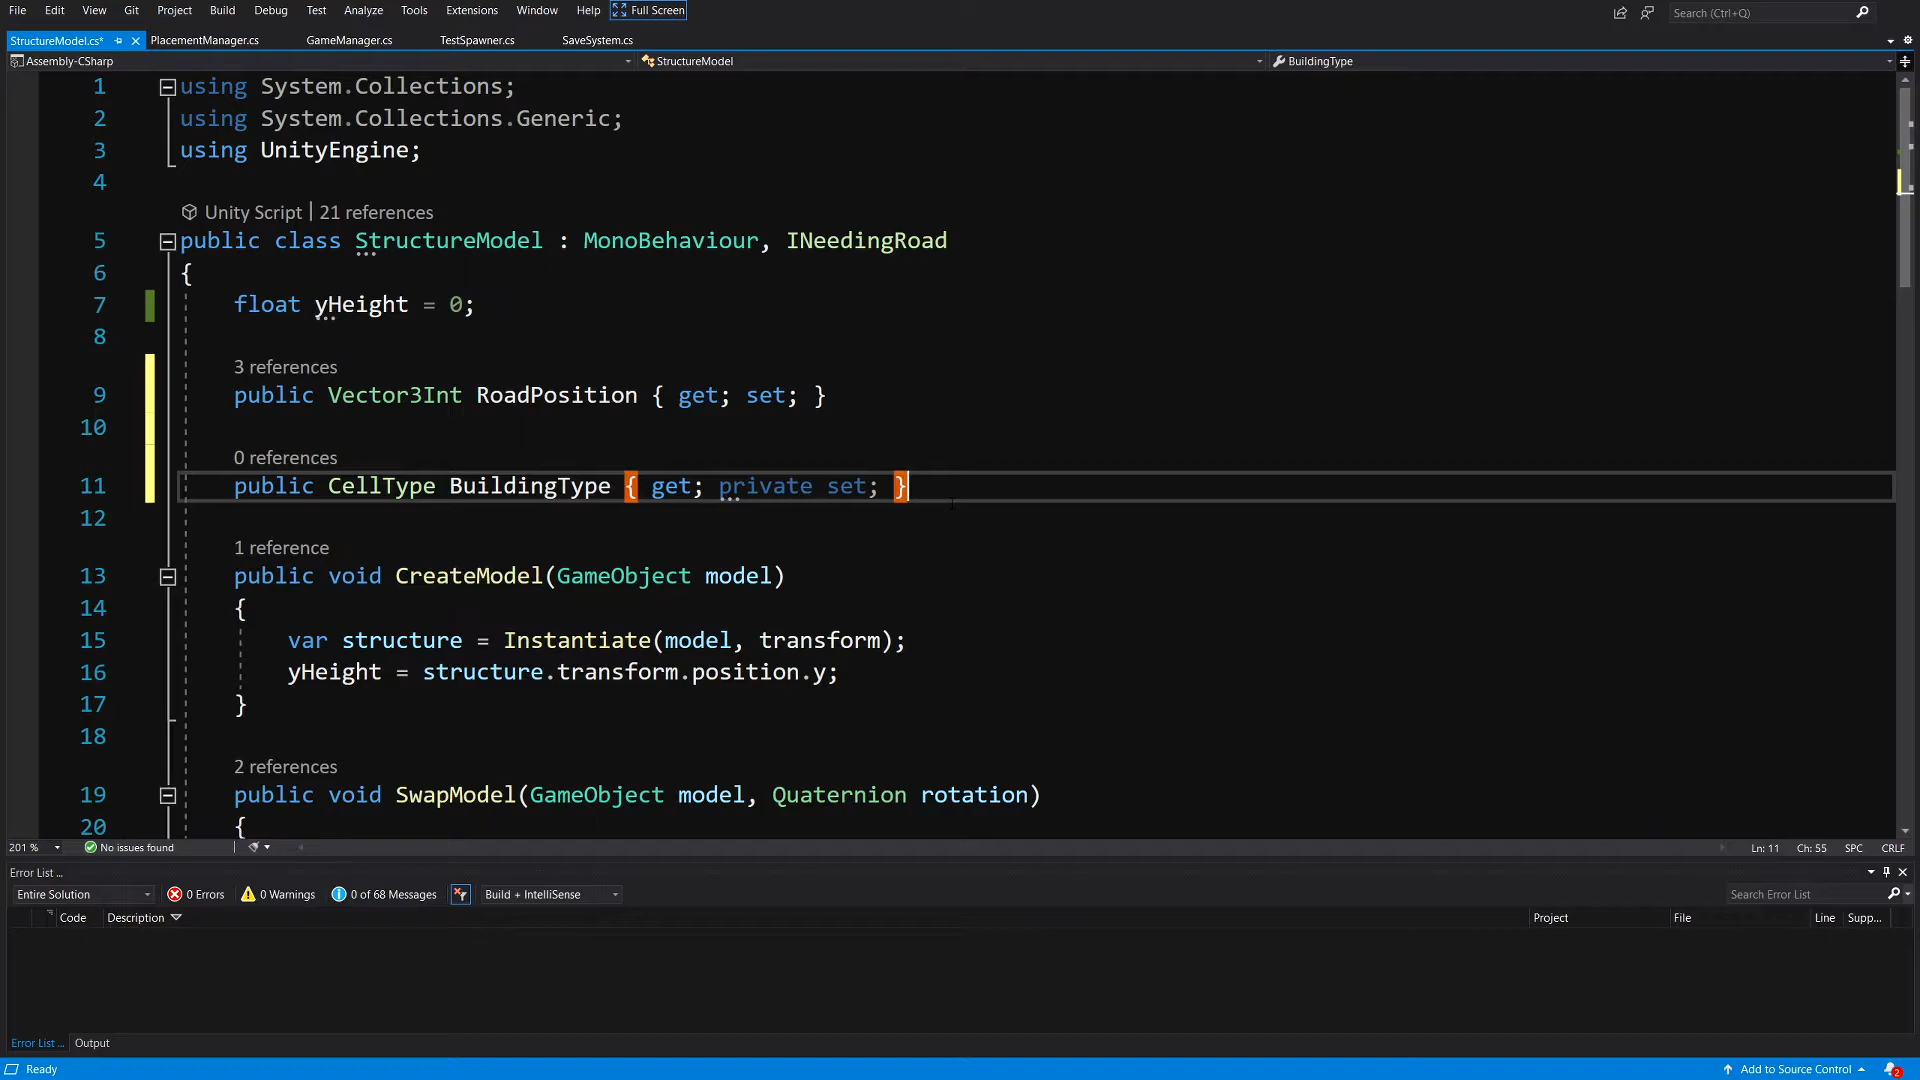 File Edit View Git Project Build Debug Test Analyze Tools Extensions Window Help Full Screen Search (Ctrl+Q)
StructureModel.cs* PlacementManager.cs GameManager.cs TestSpawner.cs SaveSystem.cs
Assembly-CSharp StructureModel BuildingType
1 using System.Collections;
2 using System.Collections.Generic;
3 using UnityEngine;
4
Unity Script | 21 references
5 public class StructureModel : MonoBehaviour, INeedingRoad
6 {
7 float yHeight = 0;
8
3 references
9 public Vector3Int RoadPosition { get; set; }
10
0 references
11 public CellType BuildingType { get; private set; }
12
1 reference
13 public void CreateModel(GameObject model)
14 {
15 var structure = Instantiate(model, transform);
16 yHeight = structure.transform.position.y;
17 }
18
2 references
19 public void SwapModel(GameObject model, Quaternion rotation)
20 {
201 % No issues found Ln: 11 Ch: 55 SPC CRLF
Error List ...
Entire Solution 0 Errors 0 Warnings 0 of 68 Messages Build + IntelliSense Search Error List
Code Description Project File Line Supp...
Error List ... Output
Ready Add to Source Control 2